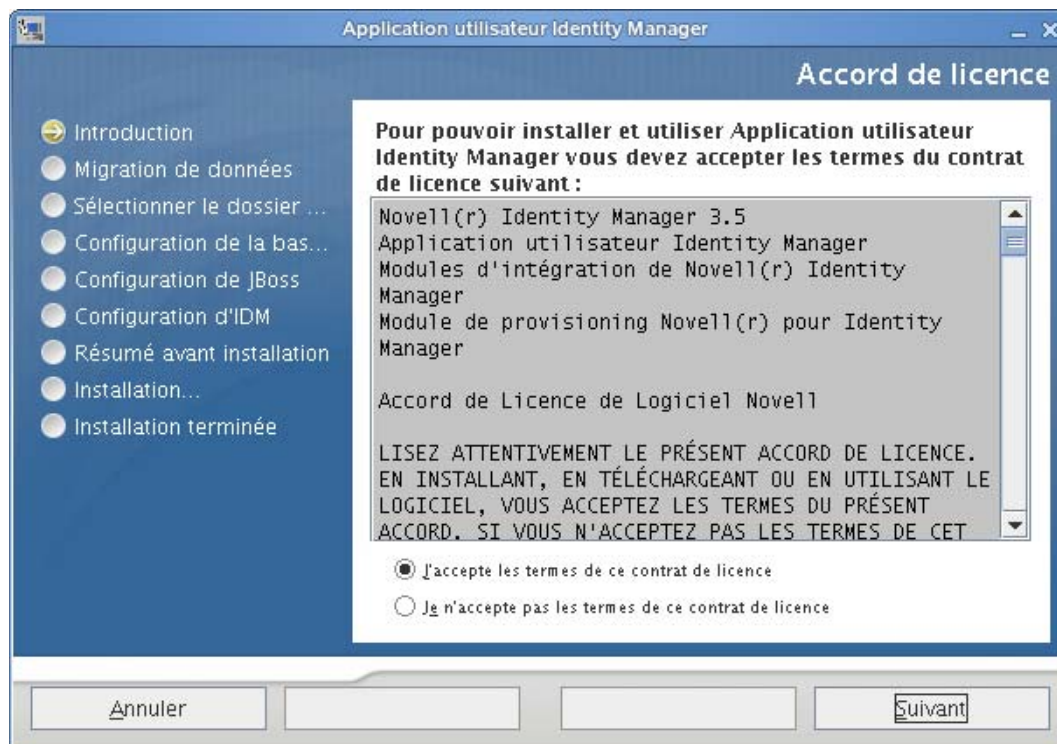 Application utilisateur Identity Manager
Accord de licence
Introduction
Migration de données
Sélectionner le dossier ...
Configuration de la bas...
Configuration de JBoss
Configuration d'IDM
Résumé avant installation
Installation...
Installation terminée
Pour pouvoir installer et utiliser Application utilisateur
Identity Manager vous devez accepter les termes du contrat
de licence suivant :
Novell(r) Identity Manager 3.5
Application utilisateur Identity Manager
Modules d'intégration de Novell(r) Identity
Manager
Module de provisioning Novell(r) pour Identity
Manager
Accord de Licence de Logiciel Novell
LISEZ ATTENTIVEMENT LE PRÉSENT ACCORD DE LICENCE.
EN INSTALLANT, EN TÉLÉCHARGEANT OU EN UTILISANT LE
LOGICIEL, VOUS ACCEPTEZ LES TERMES DU PRÉSENT
ACCORD. SI VOUS N'ACCEPTEZ PAS LES TERMES DE CET
J'accepte les termes de ce contrat de licence
Je n'accepte pas les termes de ce contrat de licence
Annuler
Suivant